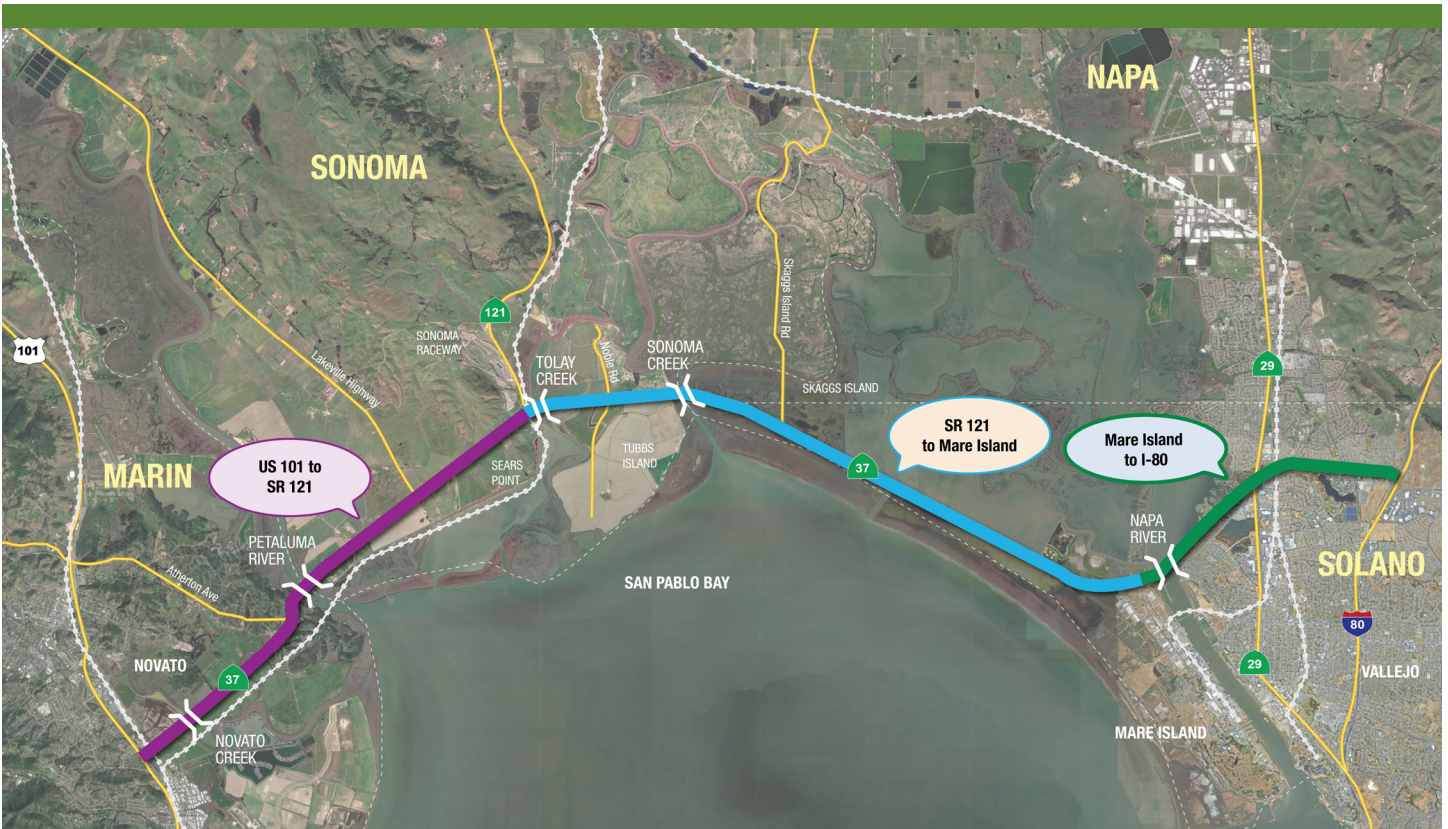 NAPA
SONOMA
121
SONOMA
RACEWAY
TOLAY
CREEK
Noble Rd
SONOMA
CREEK
Skaggs Island Rd
SKAGGS ISLAND
101
Lakeville Highway
29
MARIN
US 101 to
SR 121
SEARS
POINT
TUBBS
ISLAND
37
SR 121
to Mare Island
Mare Island
to I-80
PETALUMA
RIVER
NAPA
RIVER
SOLANO
Atherton Ave
SAN PABLO BAY
80
NOVATO
37
29
VALLEJO
NOVATO
CREEK
MARE ISLAND